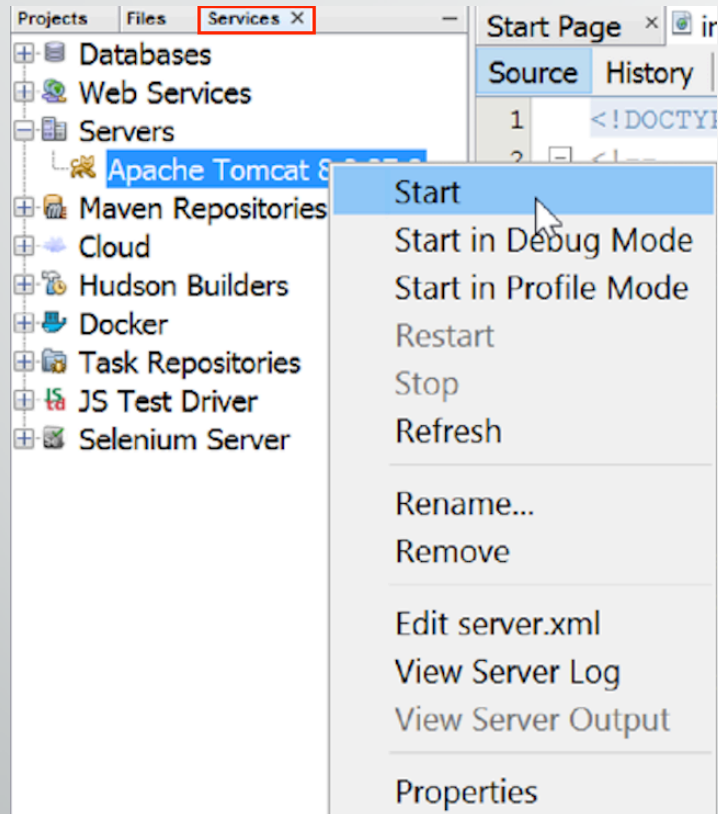 Projects Files Services ×
Databases
Web Services
Servers
Apache Tomcat
Maven Repositories
Cloud
Hudson Builders
Docker
Task Repositories
JS Test Driver
Selenium Server
Start Page ×
Source History
1 <!DOCTYP
2 <!--
Start
Start in Debug Mode
Start in Profile Mode
Restart
Stop
Refresh
Rename...
Remove
Edit server.xml
View Server Log
View Server Output
Properties